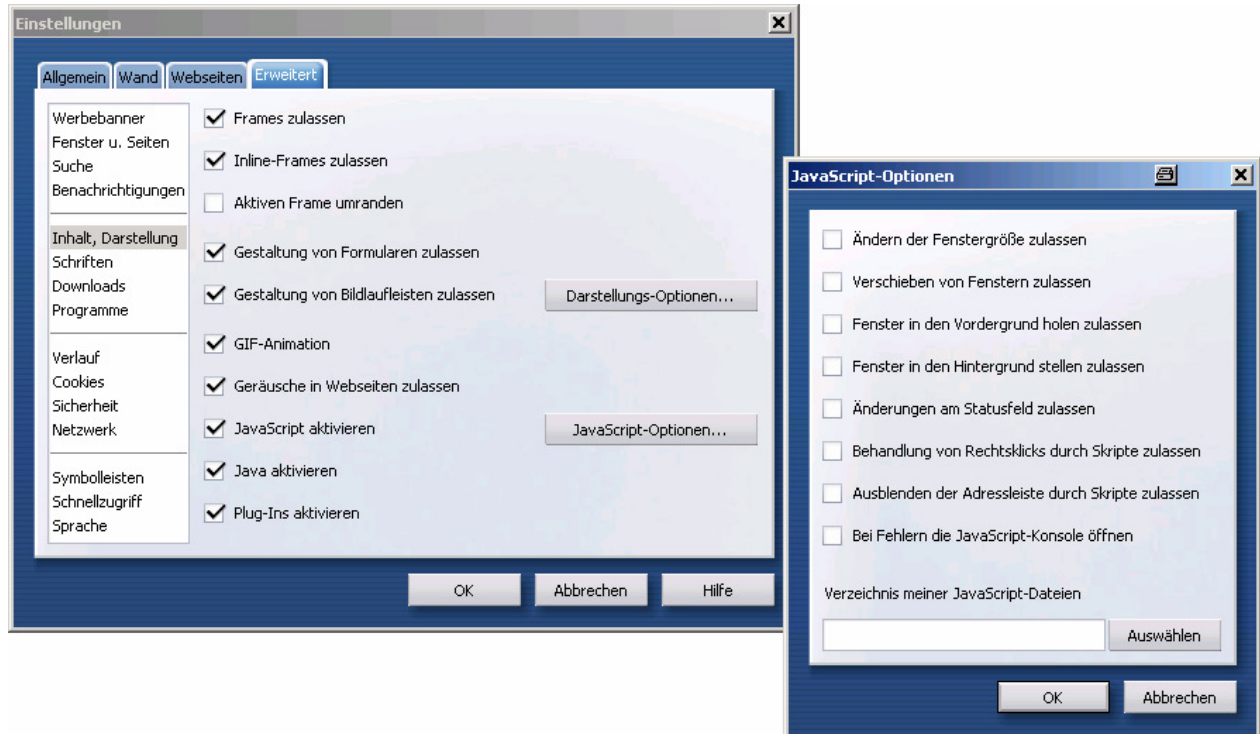 Einstellungen
Allgemein
Wand
Webseiten
Erweitert
Werbebanner
Fenster u. Seiten
Suche
Benachrichtigungen
Inhalt, Darstellung
Schriften
Downloads
Programme
Verlauf
Cookies
Sicherheit
Netzwerk
Symbolleisten
Schnellzugriff
Sprache
Frames zulassen
Inline-Frames zulassen
Aktiven Frame umranden
Gestaltung von Formularen zulassen
Gestaltung von Bildlaufleisten zulassen
Darstellungs-Optionen...
GIF-Animation
Geräusche in Webseiten zulassen
JavaScript aktivieren
JavaScript-Optionen...
Java aktivieren
Plug-Ins aktivieren
OK
Abbrechen
Hilfe
JavaScript-Optionen
Ändern der Fenstergröße zulassen
Verschieben von Fenstern zulassen
Fenster in den Vordergrund holen zulassen
Fenster in den Hintergrund stellen zulassen
Änderungen am Statusfeld zulassen
Behandlung von Rechtsklicks durch Skripte zulassen
Ausblenden der Adressleiste durch Skripte zulassen
Bei Fehlern die JavaScript-Konsole öffnen
Verzeichnis meiner JavaScript-Dateien
Auswählen
OK
Abbrechen